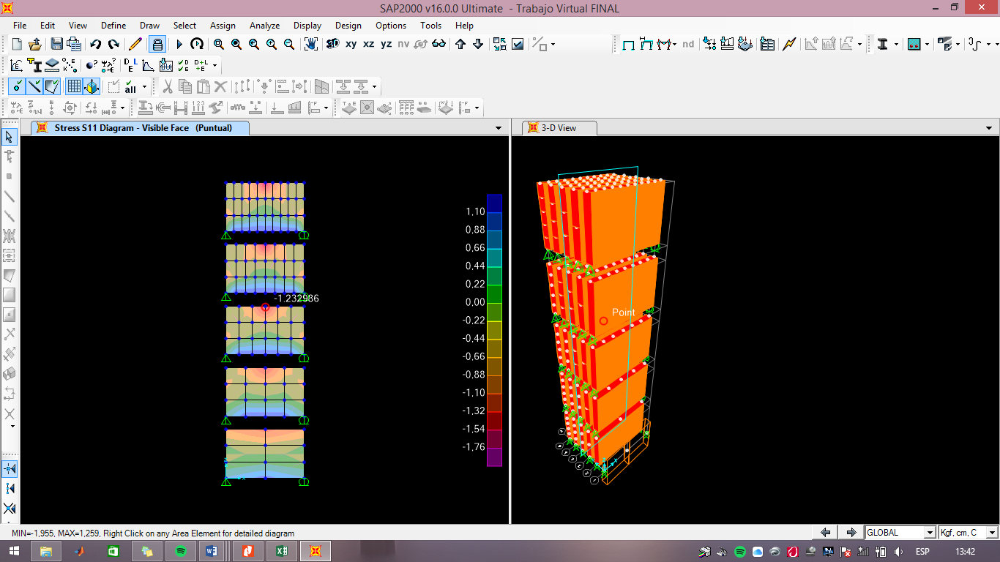 SAP2000 v16.0.0 Ultimate - Trabajo Virtual FINAL
File Edit View Define Draw Select Assign Analyze Display Design Options Tools Help
3D xy xz yz nv
nd
all
Stress S11 Diagram - Visible Face (Puntual)
3-D View
1,10
0,88
0,66
0,44
0,22
0,00
-0,22
-0,44
-0,66
-0,88
-1,10
-1,32
-1,54
-1,76
-1.232986
Point
MIN=-1,955, MAX=1,259, Right Click on any Area Element for detailed diagram
GLOBAL
Kgf, cm, C
ESP
13:42